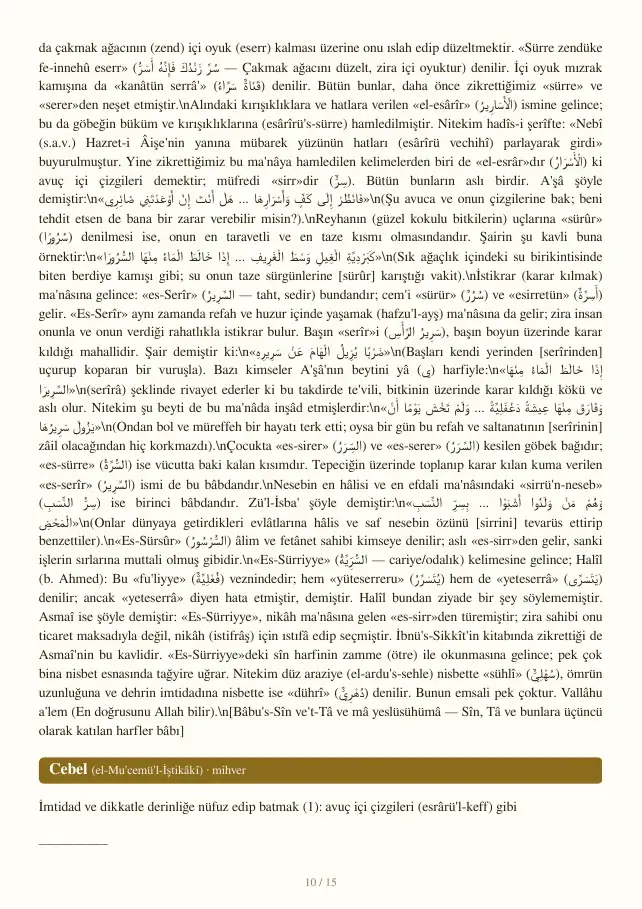 da çakmak ağacının (zend) içi oyuk (eserr) kalması üzerine onu ıslah edip düzeltmektir. «Sürre zendüke
fe-innehû eserr» (سُرَّ زَنْدُكَ فَإِنَّهُ أَسَرُّ — Çakmak ağacını düzelt, zira içi oyuktur) denilir. İçi oyuk mızrak
kamışına da «kanâtün serrâ'» (قَنَاةٌ سَرَّاءُ) denilir. Bütün bunlar, daha önce zikrettiğimiz «sürre» ve
«serer»den neşet etmiştir.\nAlındaki kırışıklıklara ve hatlara verilen «el-esârîr» (الْأَسَارِيرُ) ismine gelince;
bu da göbeğin büküm ve kırışıklıklarına (esârîrü's-sürre) hamledilmiştir. Nitekim hadîs-i şerîfte: «Nebî
(s.a.v.) Hazret-i Âişe'nin yanına mübarek yüzünün hatları (esârîru vechihî) parlayarak girdi»
buyurulmuştur. Yine zikrettiğimiz bu ma'nâya hamledilen kelimelerden biri de «el-esrâr»dır (الْأَسْرَارُ) ki
avuç içi çizgileri demektir; müfredi «sirr»dir (سِرٌّ). Bütün bunların aslı birdir. A'şâ şöyle
demiştir:\n«فَانْظُرْ إِلَى كَفٍّ وَأَسْرَارِهَا ... هَلْ أَنْتَ إِنْ أَوْعَدْتَنِي ضَائِرِي»\n(Şu avuca ve onun çizgilerine bak; beni
tehdit etsen de bana bir zarar verebilir misin?).\nReyhanın (güzel kokulu bitkilerin) uçlarına «sürûr»
(سُرُورًا) denilmesi ise, onun en taravetli ve en taze kısmı olmasındandır. Şairin şu kavli buna
örnektir:\n«كَبَرْدِيَّةِ الْغِيلِ وَسْطَ الْغَرِيفِ ... إِذَا خَالَطَ الْمَاءُ مِنْهَا السُّرُورَا»\n(Sık ağaçlık içindeki su birikintisinde
biten berdiye kamışı gibi; su onun taze sürgünlerine [sürûr] karıştığı vakit).\nİstikrar (karar kılmak)
ma'nâsına gelince: «es-Serîr» (السَّرِيرُ — taht, sedir) bundandır; cem'i «sürür» (سُرُرٌ) ve «esirretün» (أَسِرَّةٌ)
gelir. «Es-Serîr» aynı zamanda refah ve huzur içinde yaşamak (hafzu'l-ayş) ma'nâsına da gelir; zira insan
onunla ve onun verdiği rahatlıkla istikrar bulur. Başın «serîr»i (سَرِيرُ الرَّأْسِ), başın boyun üzerinde karar
kıldığı mahallidir. Şair demiştir ki:\n«ضَرْبًا يُزِيلُ الْهَامَ عَنْ سَرِيرِهِ»\n(Başları kendi yerinden [serîrinden]
uçurup koparan bir vuruşla). Bazı kimseler A'şâ'nın beytini yâ (ي) harfiyle:\n«إِذَا خَالَطَ الْمَاءُ مِنْهَا
السَّرِيرَا»\n(serîrâ) şeklinde rivayet ederler ki bu takdirde te'vili, bitkinin üzerinde karar kıldığı kökü ve
aslı olur. Nitekim şu beyti de bu ma'nâda inşâd etmişlerdir:\n«وَفَارَقَ مِنْهَا عِيشَةً دَغْفَلِيَّةً ... وَلَمْ تَخْشَ يَوْمًا أَنْ
يَزُولَ سَرِيرُهَا»\n(Ondan bol ve müreffeh bir hayatı terk etti; oysa bir gün bu refah ve saltanatının [serîrinin]
zâil olacağından hiç korkmazdı).\nÇocukta «es-sirer» (السِّرَرُ) ve «es-serer» (السَّرَرُ) kesilen göbek bağıdır;
«es-sürre» (السُّرَّةُ) ise vücutta baki kalan kısımdır. Tepeciğin üzerinde toplanıp karar kılan kuma verilen
«es-serîr» (السَّرِيرُ) ismi de bu bâbdandır.\nNesebin en hâlisi ve en efdali ma'nâsındaki «sirrü'n-neseb»
(سِرُّ النَّسَبِ) ise birinci bâbdandır. Zü'l-İsba' şöyle demiştir:\n«وَهُمْ مَنْ وَلَدُوا أَشْبَوْا ... بِسِرِّ النَّسَبِ
الْمَحْضِ»\n(Onlar dünyaya getirdikleri evlâtlarına hâlis ve saf nesebin özünü [sirrini] tevarüs ettirip
benzettiler).\n«Es-Sürsûr» (السُّرْسُورُ) âlim ve fetânet sahibi kimseye denilir; aslı «es-sirr»den gelir, sanki
işlerin sırlarına muttali olmuş gibidir.\n«Es-Sürriyye» (السُّرِّيَّةُ — cariye/odalık) kelimesine gelince; Halîl
(b. Ahmed): Bu «fu'liyye» (فُعْلِيَّةٌ) veznindedir; hem «yüteserreru» (يُتَسَرَّرُ) hem de «yeteserrâ» (يَتَسَرَّى)
denilir; ancak «yeteserrâ» diyen hata etmiştir, demiştir. Halîl bundan ziyade bir şey söylememiştir.
Asmaî ise şöyle demiştir: «Es-Sürriyye», nikâh ma'nâsına gelen «es-sirr»den türemiştir; zira sahibi onu
ticaret maksadıyla değil, nikâh (istifrâş) için ıstıfâ edip seçmiştir. İbnü's-Sikkît'in kitabında zikrettiği de
Asmaî'nin bu kavlidir. «Es-Sürriyye»deki sîn harfinin zamme (ötre) ile okunmasına gelince; pek çok
bina nisbet esnasında tağyire uğrar. Nitekim düz araziye (el-ardu's-sehle) nisbette «sühlî» (سُهْلِيٌّ), ömrün
uzunluğuna ve dehrin imtidadına nisbette ise «dührî» (دُهْرِيٌّ) denilir. Bunun emsali pek çoktur. Vallâhu
a'lem (En doğrusunu Allah bilir).\n[Bâbu's-Sîn ve't-Tâ ve mâ yeslüsühümâ — Sîn, Tâ ve bunlara üçüncü
olarak katılan harfler bâbı]
Cebel (el-Mu'cemü'l-İştikâkî) · mihver
İmtidad ve dikkatle derinliğe nüfuz edip batmak (1): avuç içi çizgileri (esrârü'l-keff) gibi
10 / 15